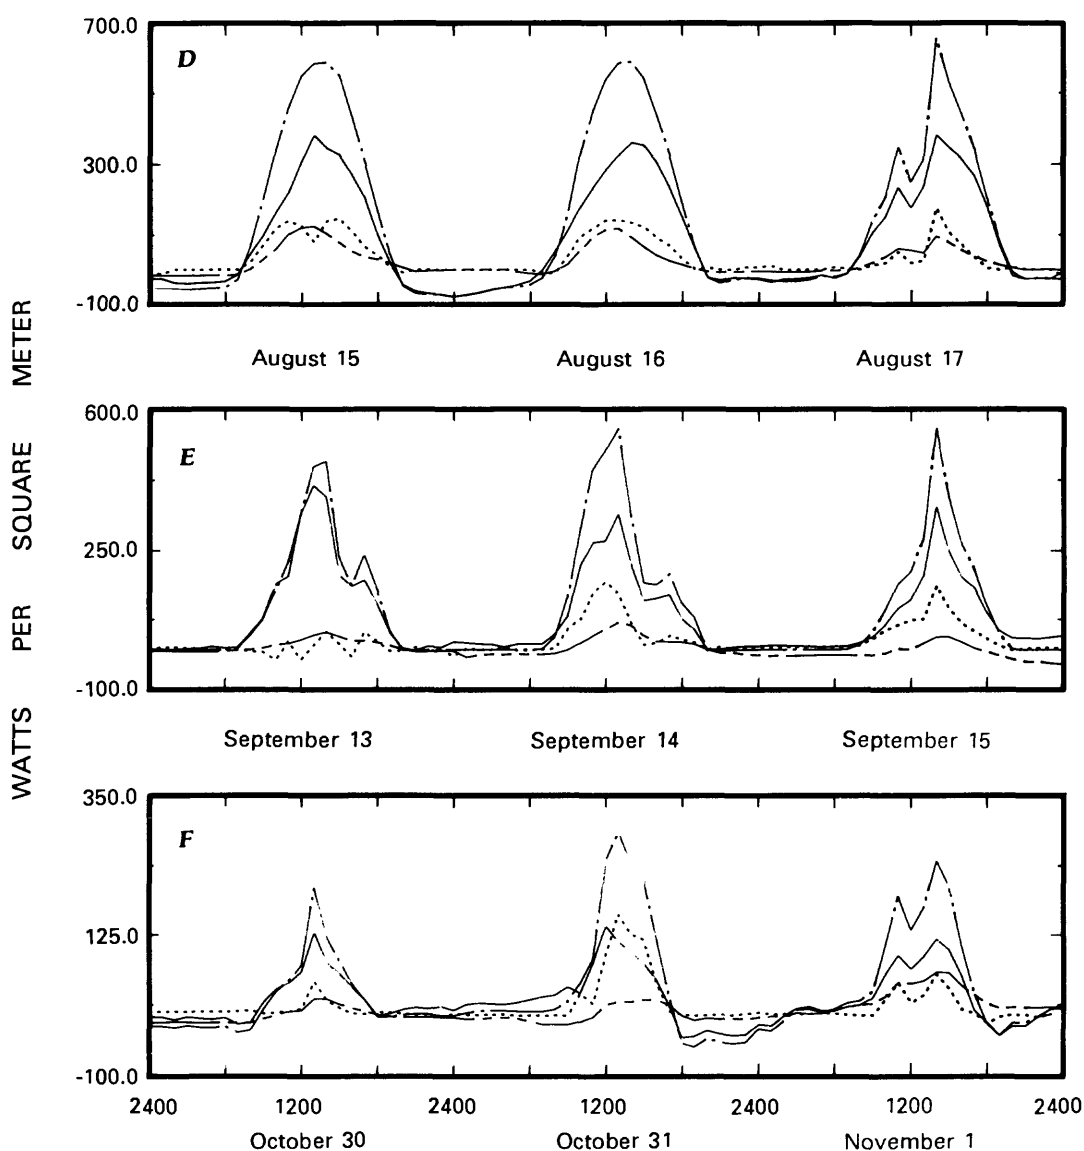 700.0
D
300.0
-100.0
August 15 August 16 August 17
600.0
E
250.0
-100.0
September 13 September 14 September 15
350.0
F
125.0
-100.0
2400 1200 2400 1200 2400 1200 2400
October 30 October 31 November 1
WATTS PER SQUARE METER